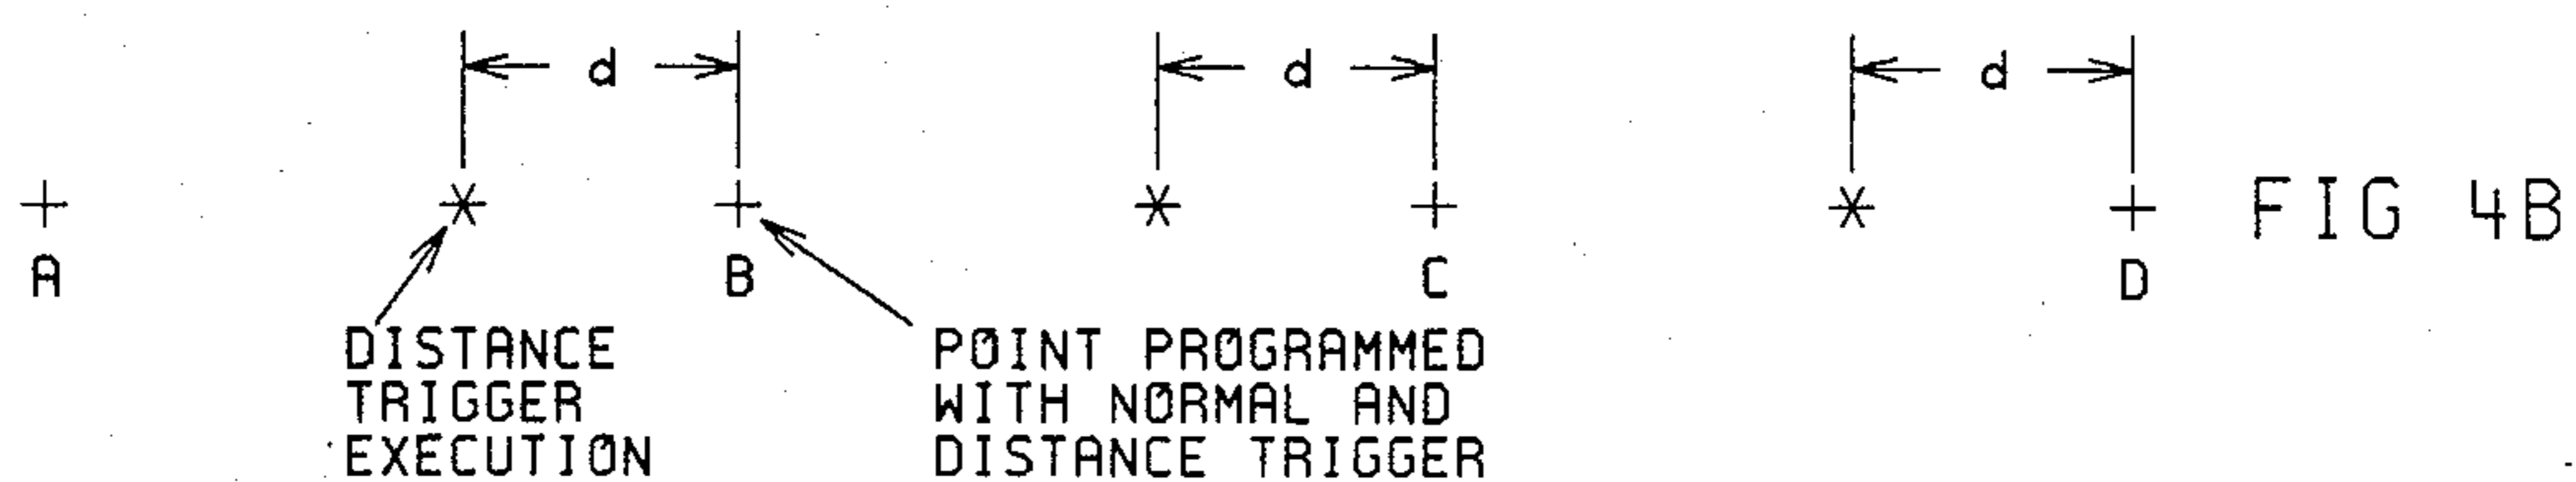 d d d
A B C D FIG 4B
DISTANCE
TRIGGER
EXECUTION
POINT PROGRAMMED
WITH NORMAL AND
DISTANCE TRIGGER